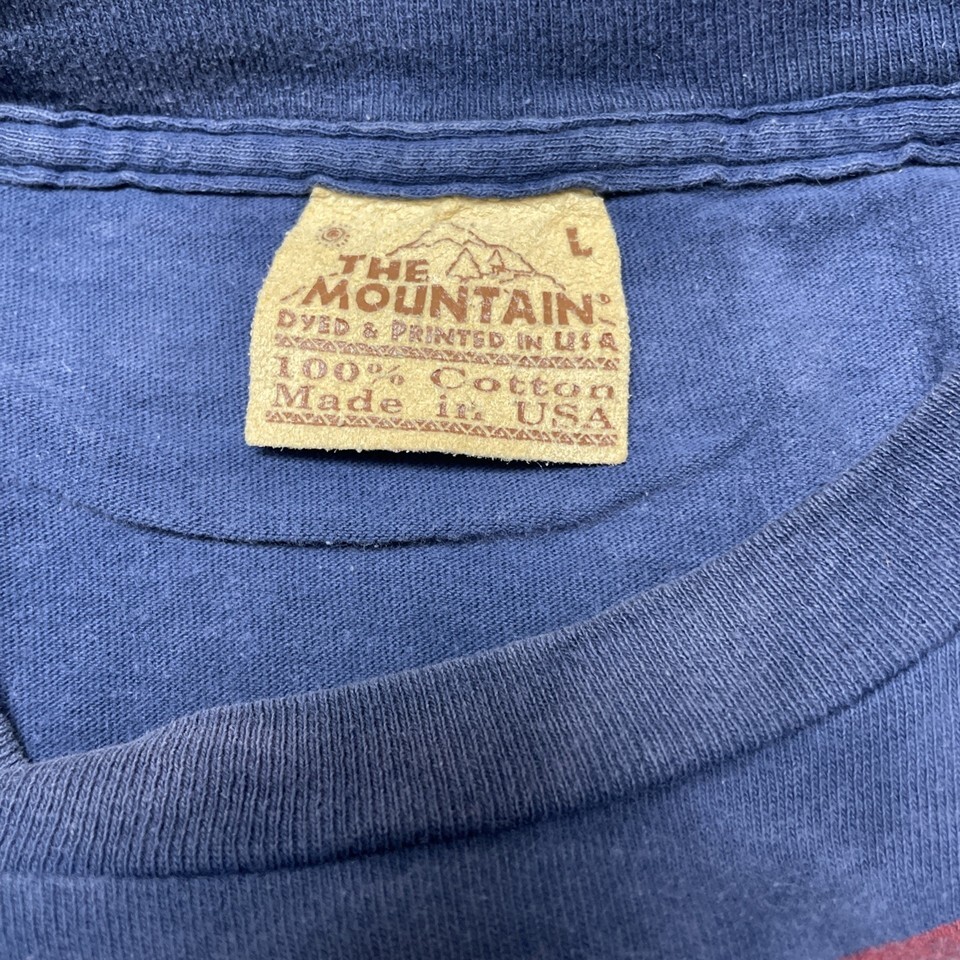 L
THE
MOUNTAIN®
DYED & PRINTED IN USA
100% Cotton
Made in USA